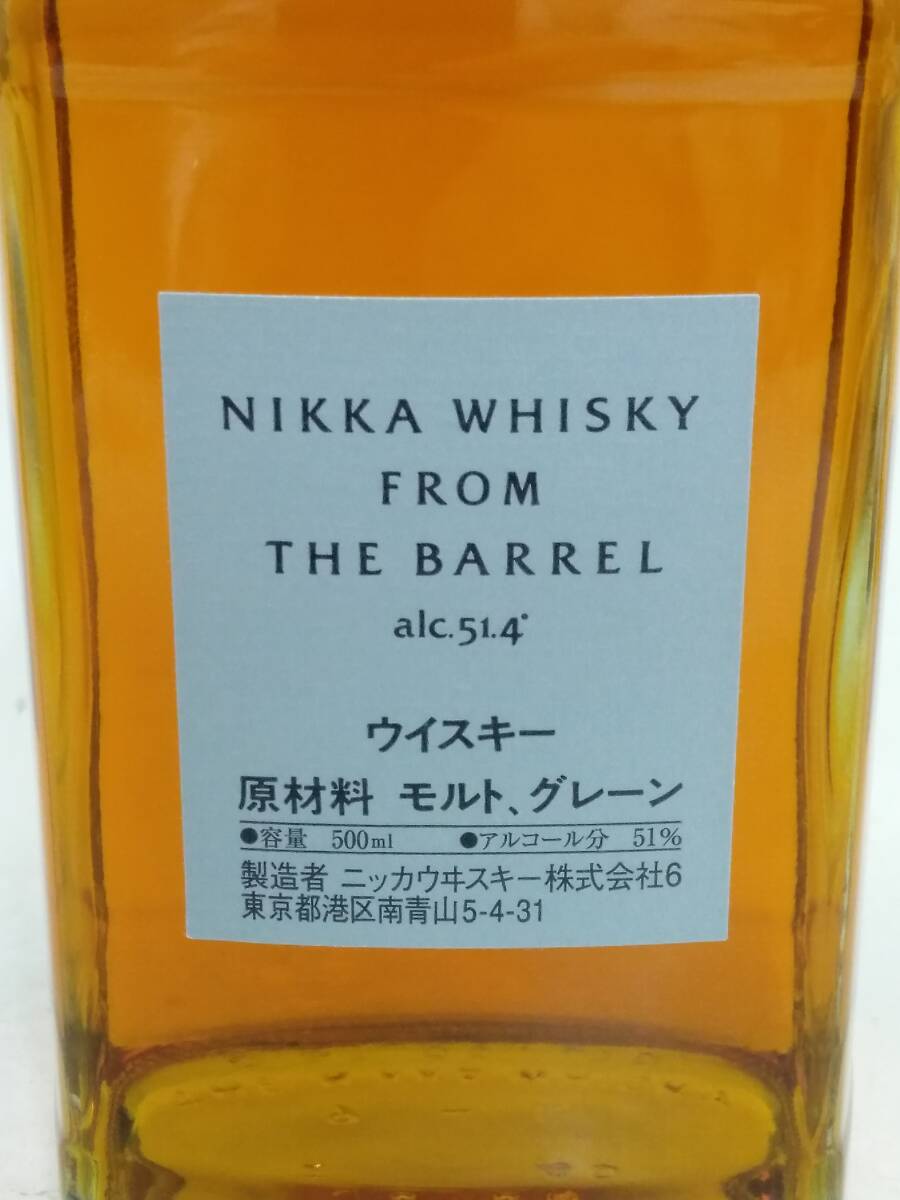 NIKKA WHISKY
FROM
THE BARREL
alc.51.4°
ウイスキー
原材料 モルト、グレーン
●容量 500ml ●アルコール分 51%
製造者 ニッカウヰスキー株式会社6
東京都港区南青山5-4-31